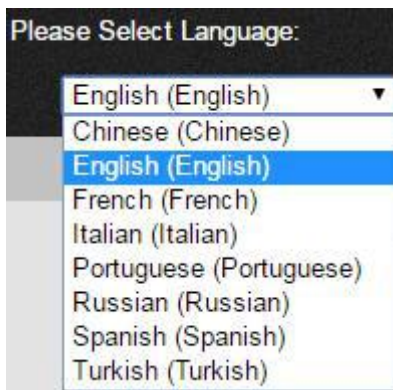 Please Select Language:
English (English)
Chinese (Chinese)
English (English)
French (French)
Italian (Italian)
Portuguese (Portuguese)
Russian (Russian)
Spanish (Spanish)
Turkish (Turkish)